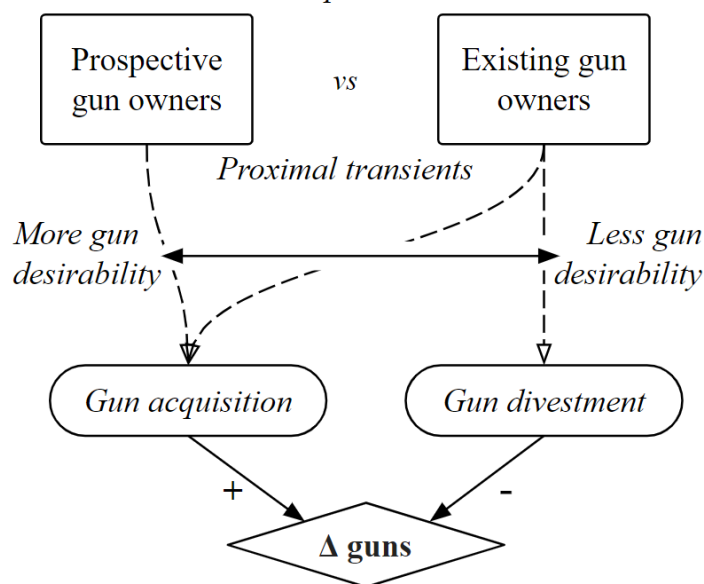 Prospective
gun owners
vs
Existing gun
owners
Proximal transients
More gun
desirability
Less gun
desirability
Gun acquisition
Gun divestment
+
-
Δ guns